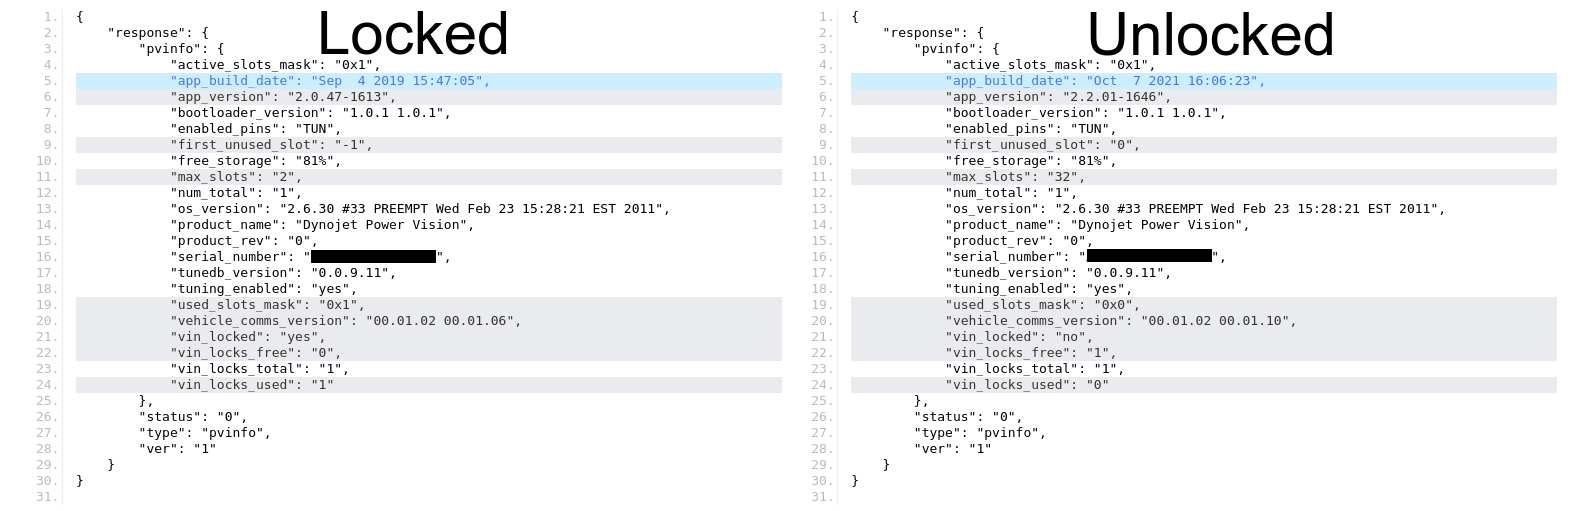 Locked
1. {
2. "response": {
3. "pvinfo": {
4. "active_slots_mask": "0x1",
5. "app_build_date": "Sep  4 2019 15:47:05",
6. "app_version": "2.0.47-1613",
7. "bootloader_version": "1.0.1 1.0.1",
8. "enabled_pins": "TUN",
9. "first_unused_slot": "-1",
10. "free_storage": "81%",
11. "max_slots": "2",
12. "num_total": "1",
13. "os_version": "2.6.30 #33 PREEMPT Wed Feb 23 15:28:21 EST 2011",
14. "product_name": "Dynojet Power Vision",
15. "product_rev": "0",
16. "serial_number": "",
17. "tunedb_version": "0.0.9.11",
18. "tuning_enabled": "yes",
19. "used_slots_mask": "0x1",
20. "vehicle_comms_version": "00.01.02 00.01.06",
21. "vin_locked": "yes",
22. "vin_locks_free": "0",
23. "vin_locks_total": "1",
24. "vin_locks_used": "1"
25. },
26. "status": "0",
27. "type": "pvinfo",
28. "ver": "1"
29. }
30. }
31.
Unlocked
1. {
2. "response": {
3. "pvinfo": {
4. "active_slots_mask": "0x1",
5. "app_build_date": "Oct  7 2021 16:06:23",
6. "app_version": "2.2.01-1646",
7. "bootloader_version": "1.0.1 1.0.1",
8. "enabled_pins": "TUN",
9. "first_unused_slot": "0",
10. "free_storage": "81%",
11. "max_slots": "32",
12. "num_total": "1",
13. "os_version": "2.6.30 #33 PREEMPT Wed Feb 23 15:28:21 EST 2011",
14. "product_name": "Dynojet Power Vision",
15. "product_rev": "0",
16. "serial_number": "",
17. "tunedb_version": "0.0.9.11",
18. "tuning_enabled": "yes",
19. "used_slots_mask": "0x0",
20. "vehicle_comms_version": "00.01.02 00.01.10",
21. "vin_locked": "no",
22. "vin_locks_free": "1",
23. "vin_locks_total": "1",
24. "vin_locks_used": "0"
25. },
26. "status": "0",
27. "type": "pvinfo",
28. "ver": "1"
29. }
30. }
31.